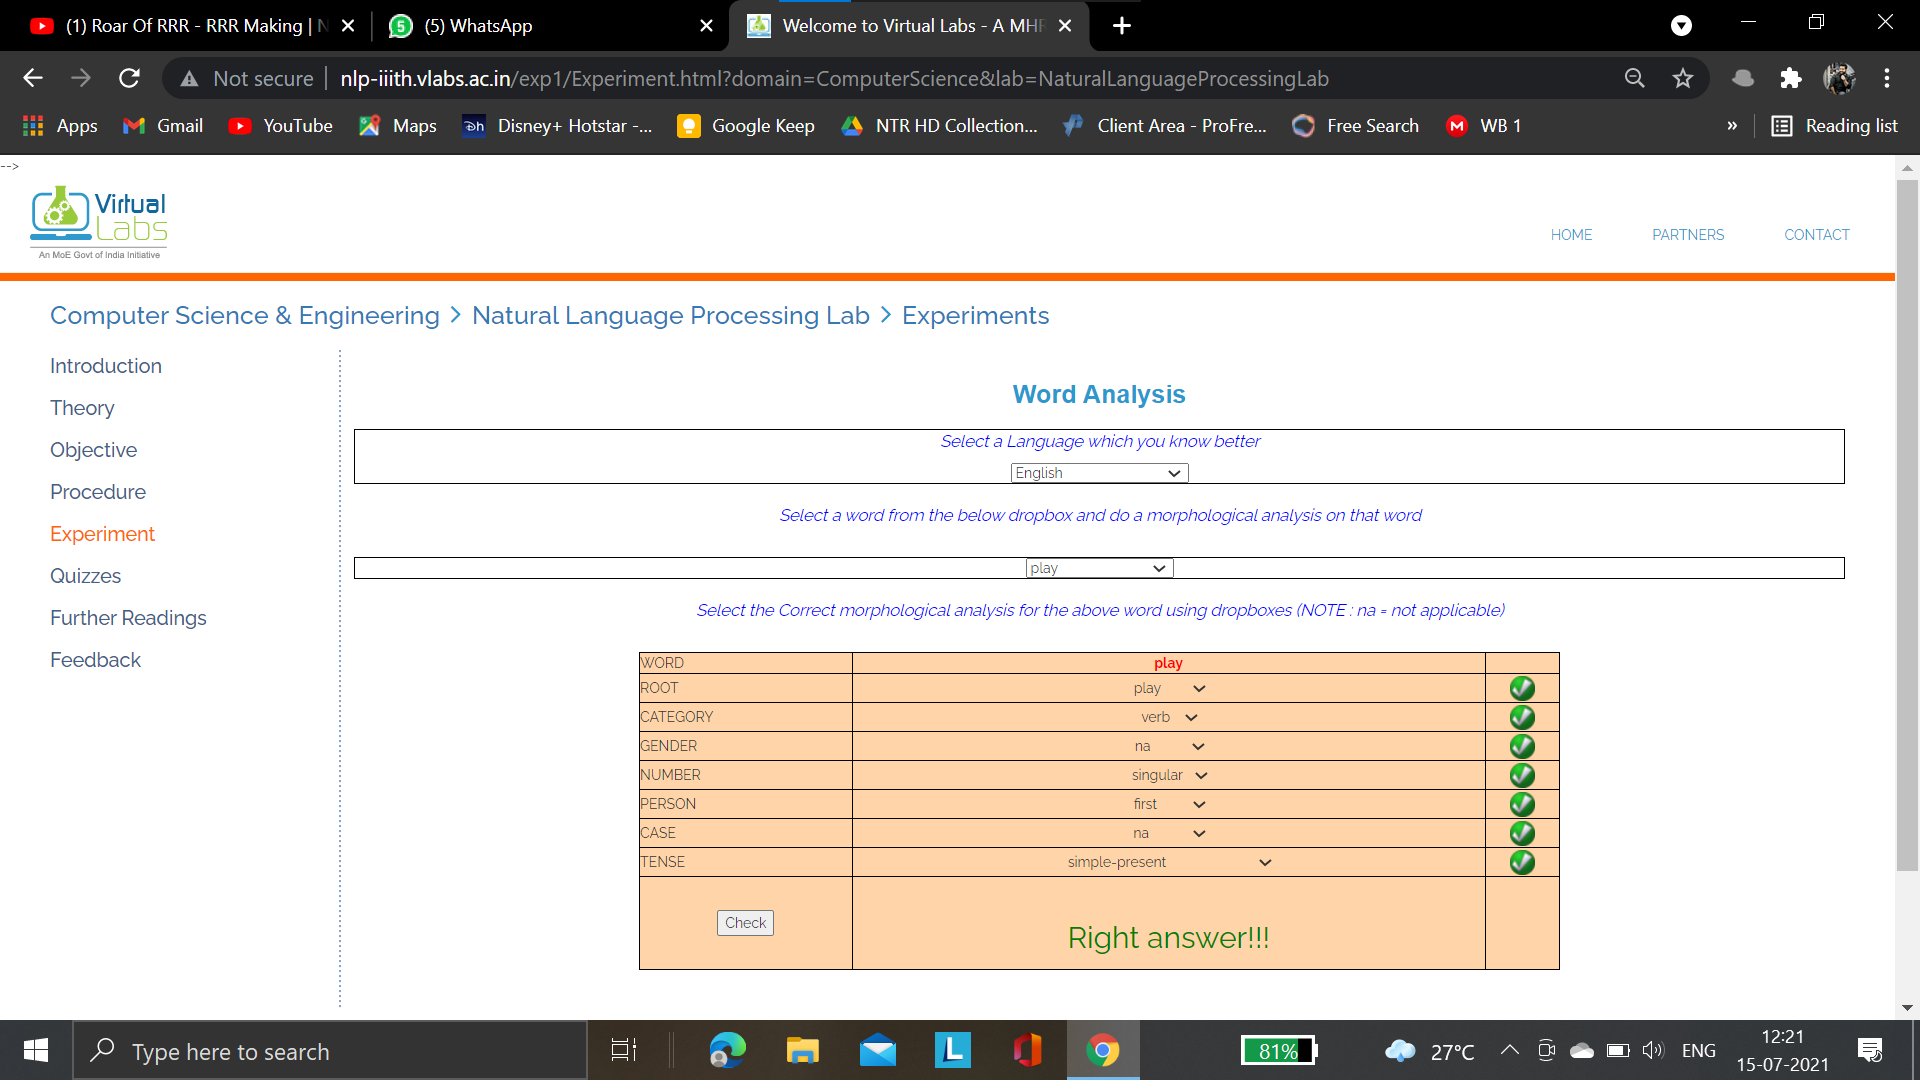 (1) Roar Of RRR - RRR Making | N
(5) WhatsApp
Welcome to Virtual Labs - A MHR
Not secure
nlp-iiith.vlabs.ac.in/exp1/Experiment.html?domain=ComputerScience&lab=NaturalLanguageProcessingLab
Apps
Gmail
YouTube
Maps
Disney+ Hotstar -...
Google Keep
NTR HD Collection...
Client Area - ProFre...
Free Search
WB 1
»
Reading list
-->
Virtual
Labs
An MoE Govt of India Initiative
HOME
PARTNERS
CONTACT
Computer Science & Engineering > Natural Language Processing Lab > Experiments
Introduction
Theory
Objective
Procedure
Experiment
Quizzes
Further Readings
Feedback
Word Analysis
Select a Language which you know better
English
Select a word from the below dropbox and do a morphological analysis on that word
play
Select the Correct morphological analysis for the above word using dropboxes (NOTE : na = not applicable)
WORD play
ROOT play
CATEGORY verb
GENDER na
NUMBER singular
PERSON first
CASE na
TENSE simple-present
Check
Right answer!!!
Type here to search
81%
27°C
ENG
12:21
15-07-2021